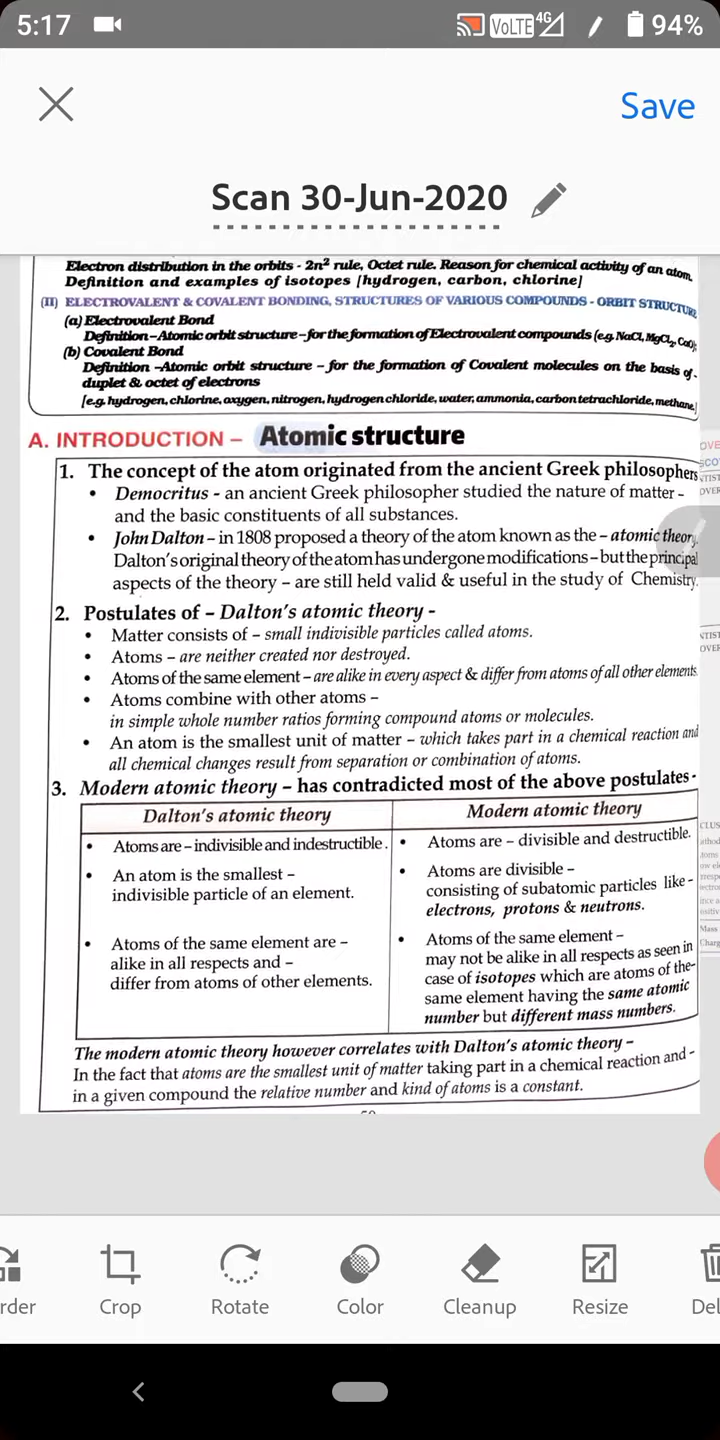 5:17 VoLTE 4G 94%
Save
Scan 30-Jun-2020
Electron distribution in the orbits - 2n² rule, Octet rule. Reason for chemical activity of an atom.
Definition and examples of isotopes [hydrogen, carbon, chlorine]
(II) ELECTROVALENT & COVALENT BONDING, STRUCTURES OF VARIOUS COMPOUNDS - ORBIT STRUCTURE
(a) Electrovalent Bond
Definition – Atomic orbit structure – for the formation of Electrovalent compounds (e.g. NaCl, MgCl₂, CaO);
(b) Covalent Bond
Definition –Atomic orbit structure – for the formation of Covalent molecules on the basis of -
duplet & octet of electrons
[e.g. hydrogen, chlorine, oxygen, nitrogen, hydrogen chloride, water, ammonia, carbon tetrachloride, methane.]
A. INTRODUCTION – Atomic structure
1. The concept of the atom originated from the ancient Greek philosophers
• Democritus - an ancient Greek philosopher studied the nature of matter –
and the basic constituents of all substances.
• John Dalton – in 1808 proposed a theory of the atom known as the – atomic theory.
Dalton's original theory of the atom has undergone modifications – but the principal
aspects of the theory – are still held valid & useful in the study of Chemistry.
2. Postulates of – Dalton's atomic theory -
• Matter consists of – small indivisible particles called atoms.
• Atoms – are neither created nor destroyed.
• Atoms of the same element – are alike in every aspect & differ from atoms of all other elements.
• Atoms combine with other atoms –
in simple whole number ratios forming compound atoms or molecules.
• An atom is the smallest unit of matter – which takes part in a chemical reaction and
all chemical changes result from separation or combination of atoms.
3. Modern atomic theory – has contradicted most of the above postulates -
Dalton's atomic theory
• Atoms are – indivisible and indestructible.
• An atom is the smallest –
indivisible particle of an element.
• Atoms of the same element are –
alike in all respects and –
differ from atoms of other elements.
Modern atomic theory
• Atoms are – divisible and destructible.
• Atoms are divisible –
consisting of subatomic particles like –
electrons, protons & neutrons.
• Atoms of the same element –
may not be alike in all respects as seen in
case of isotopes which are atoms of the-
same element having the same atomic
number but different mass numbers.
The modern atomic theory however correlates with Dalton's atomic theory –
In the fact that atoms are the smallest unit of matter taking part in a chemical reaction and -
in a given compound the relative number and kind of atoms is a constant.
Crop
Rotate
Color
Cleanup
Resize